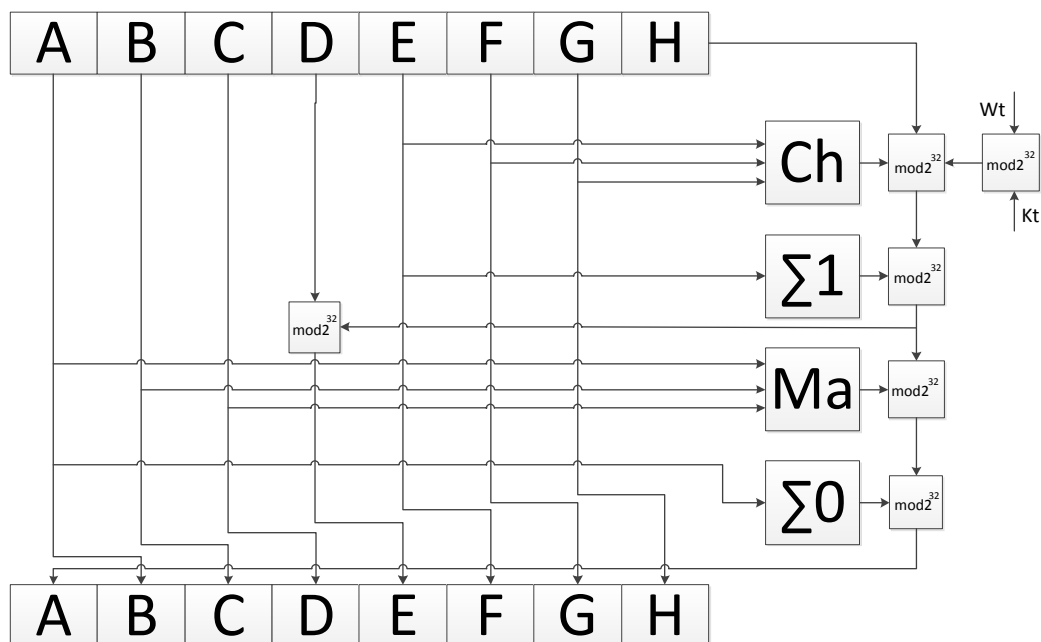 A B C D E F G H
Wt
Ch mod2^32 mod2^32
Kt
∑1 mod2^32
mod2^32
Ma mod2^32
∑0 mod2^32
A B C D E F G H